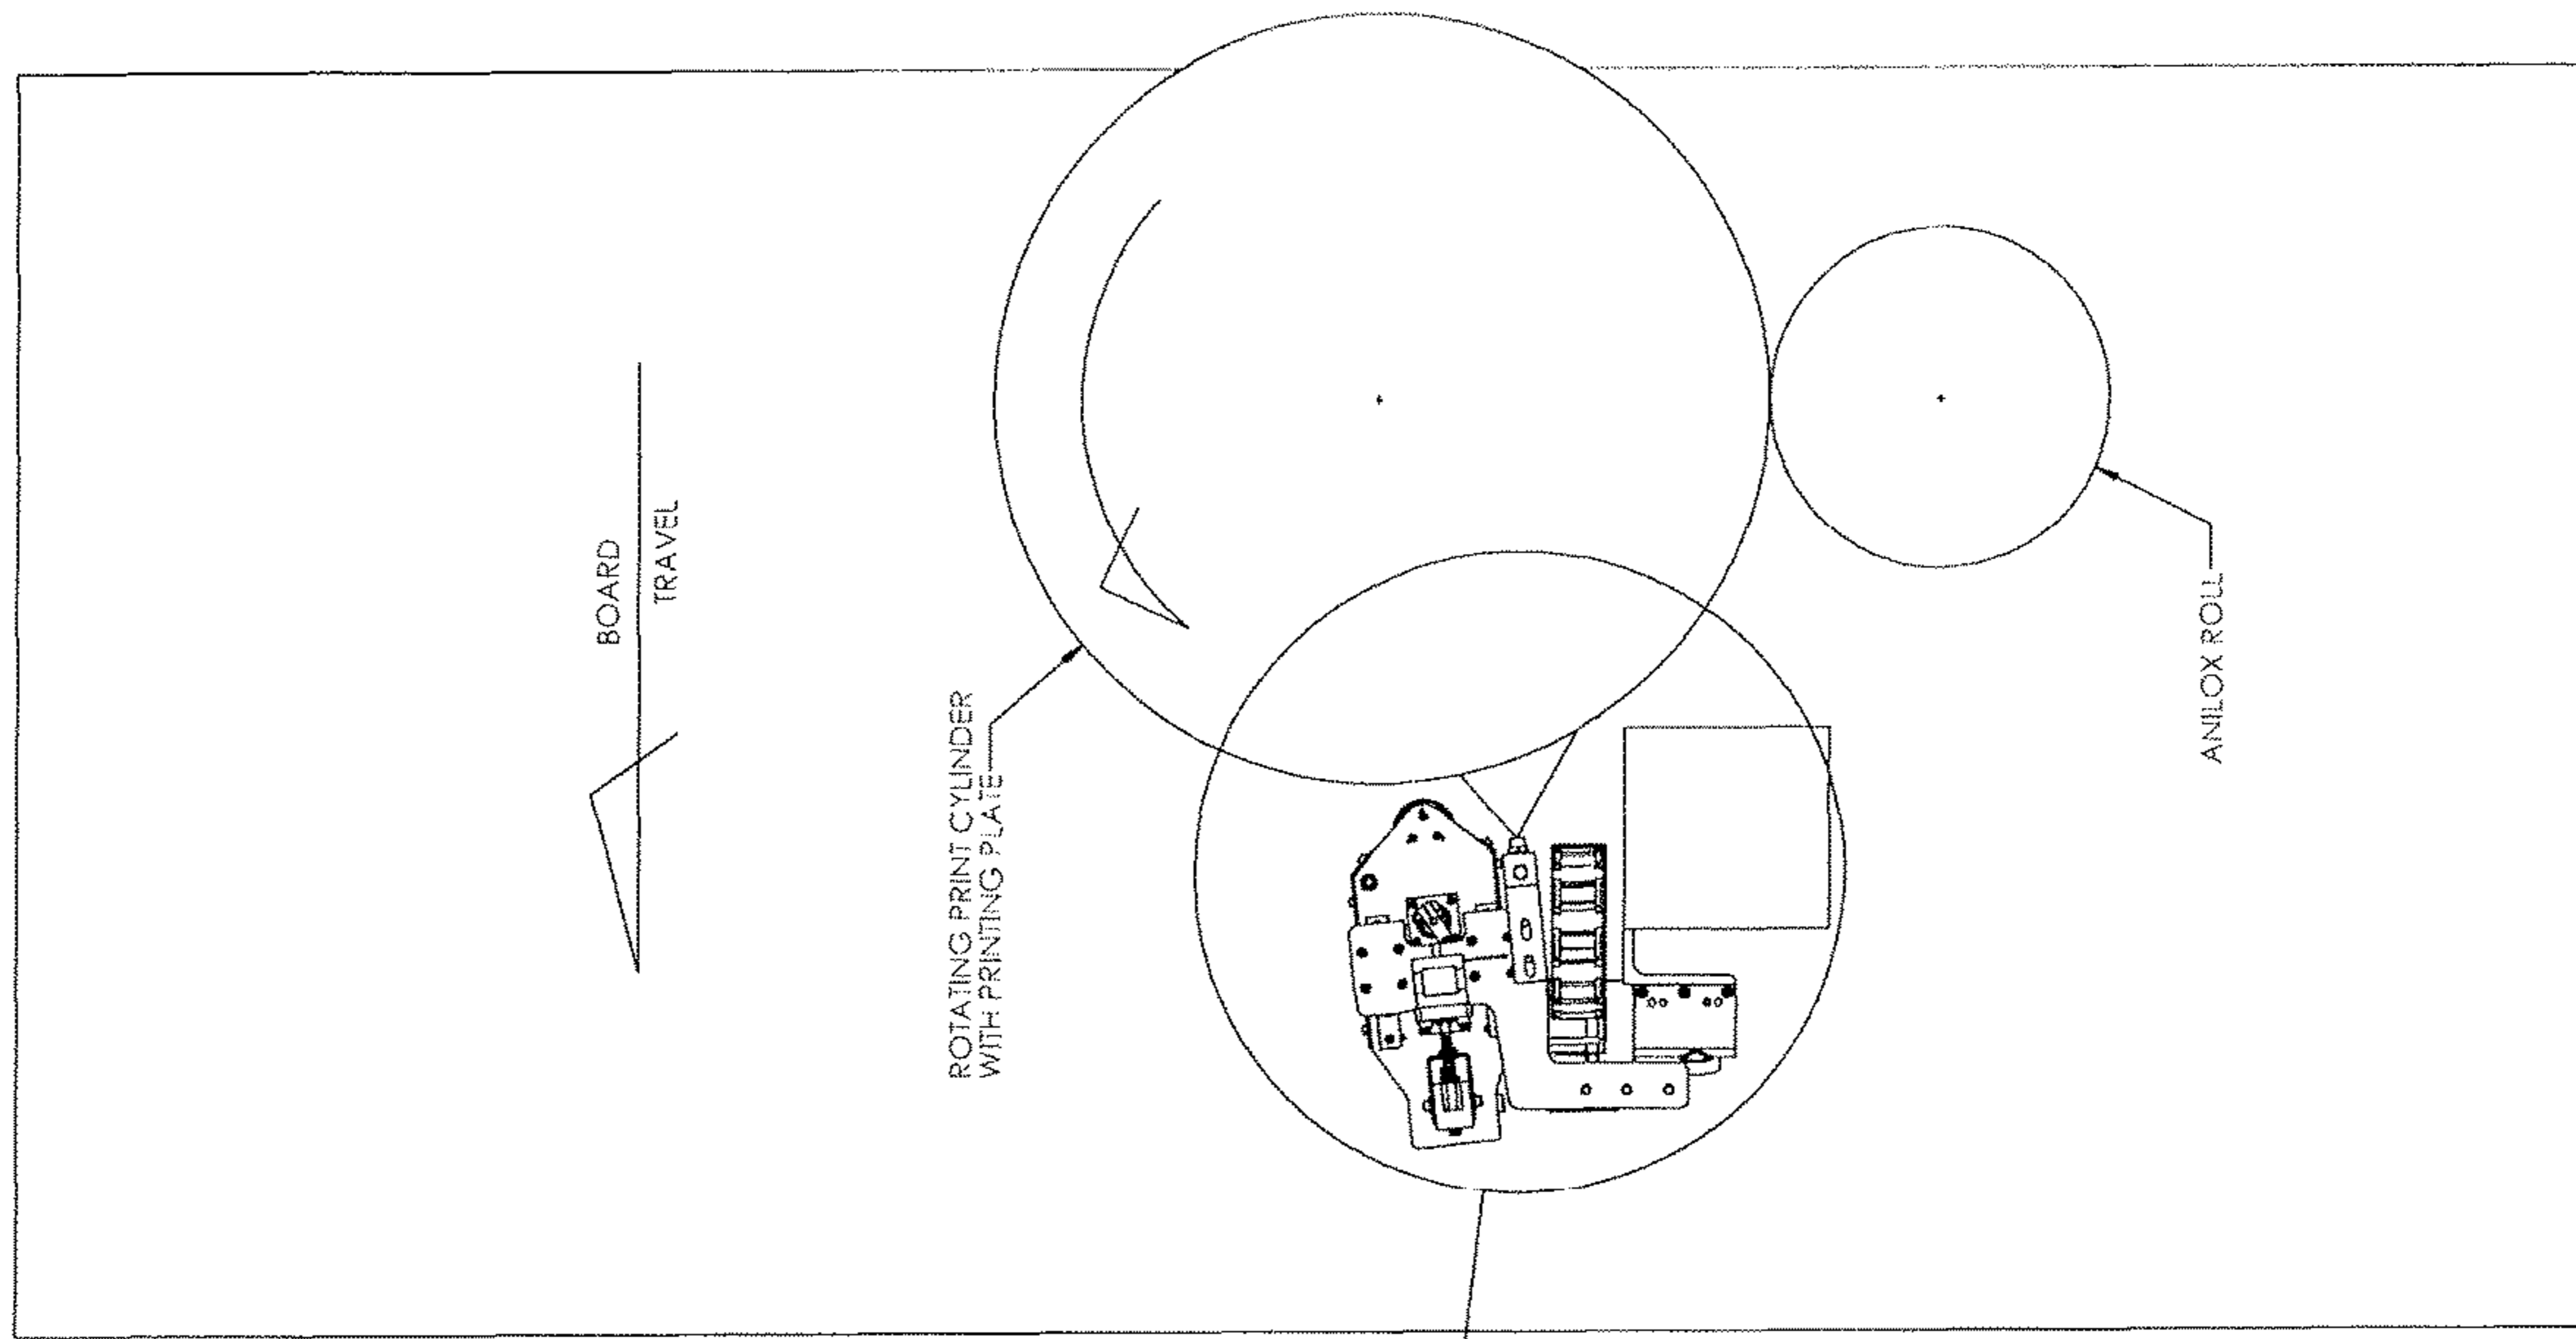 BOARD
TRAVEL
ROTATING PRINT CYLINDER
WITH PRINTING PLATE
ANILOX ROLL